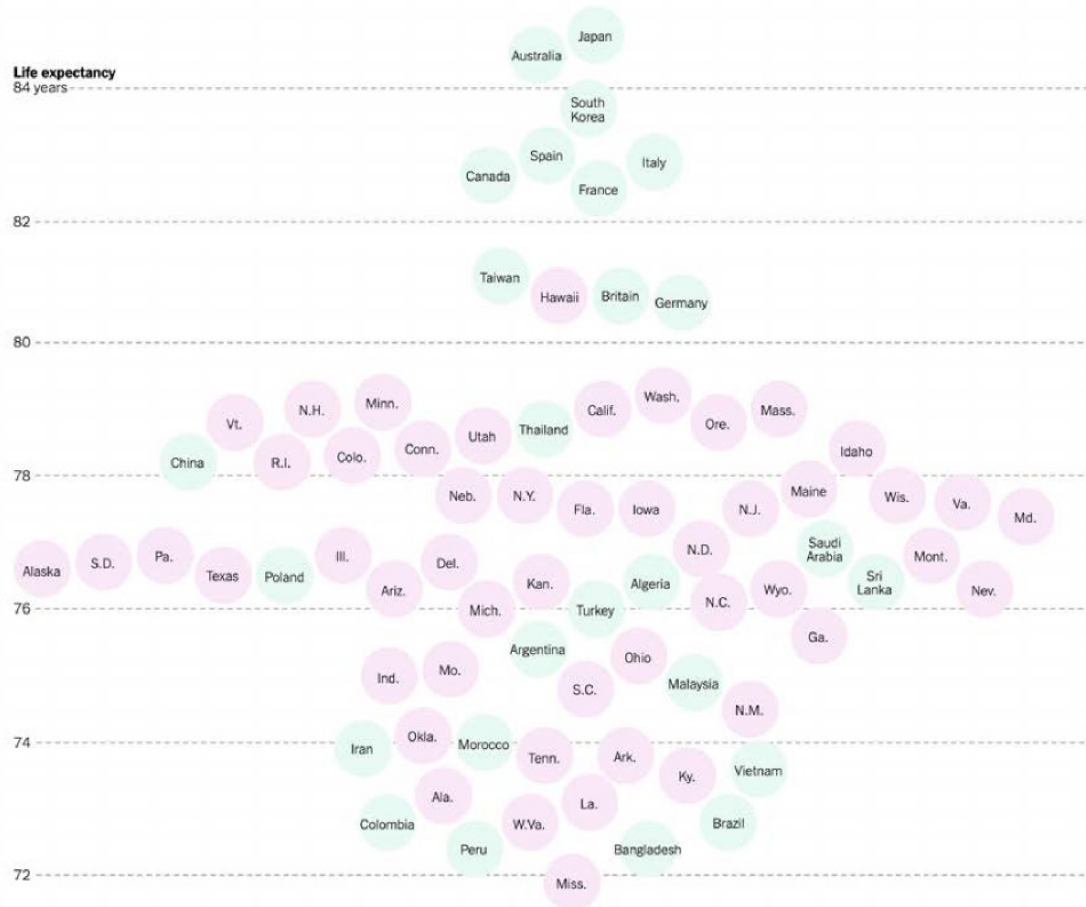 Japan
Australia
Life expectancy
84 years
South
Korea
Spain
Italy
Canada
France
82
Taiwan
Hawaii
Britain
Germany
80
Wash.
Minn.
N.H.
Calif.
Mass.
Vt.
Ore.
Thailand
Utah
Conn.
Idaho
Colo.
China
R.I.
78
Maine
Neb.
N.Y.
Wis.
Va.
Fla.
Iowa
N.J.
Md.
N.D.
Saudi
Arabia
Pa.
Ill.
Mont.
S.D.
Del.
Alaska
Texas
Poland
Kan.
Algeria
Sri
Lanka
Ariz.
Wyo.
Nev.
N.C.
76
Mich.
Turkey
Ga.
Argentina
Ohio
Mo.
Ind.
S.C.
Malaysia
N.M.
74
Okla.
Morocco
Iran
Tenn.
Ark.
Vietnam
Ky.
Ala.
La.
Colombia
W.Va.
Brazil
Peru
Bangladesh
72
Miss.